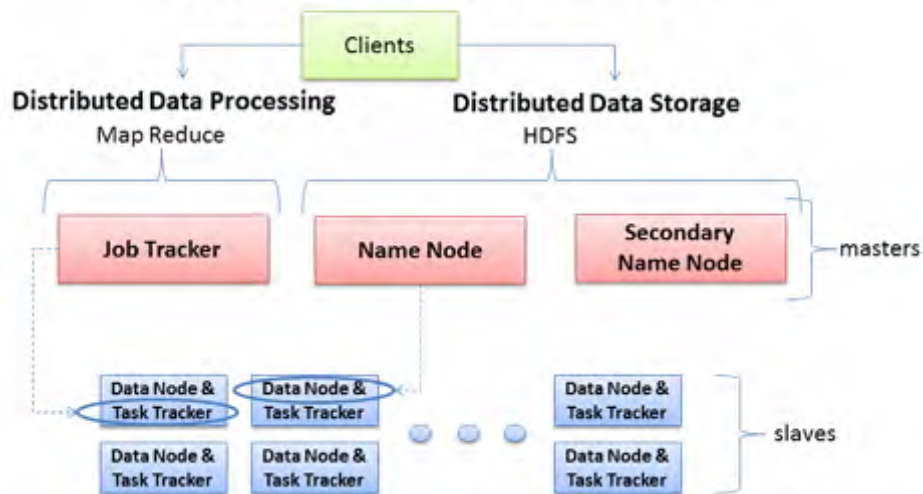 Clients
Distributed Data Processing
Distributed Data Storage
Map Reduce
HDFS
Job Tracker
Name Node
Secondary
Name Node
masters
Data Node &
Task Tracker
Data Node &
Task Tracker
Data Node &
Task Tracker
slaves
Data Node &
Task Tracker
Data Node &
Task Tracker
Data Node &
Task Tracker